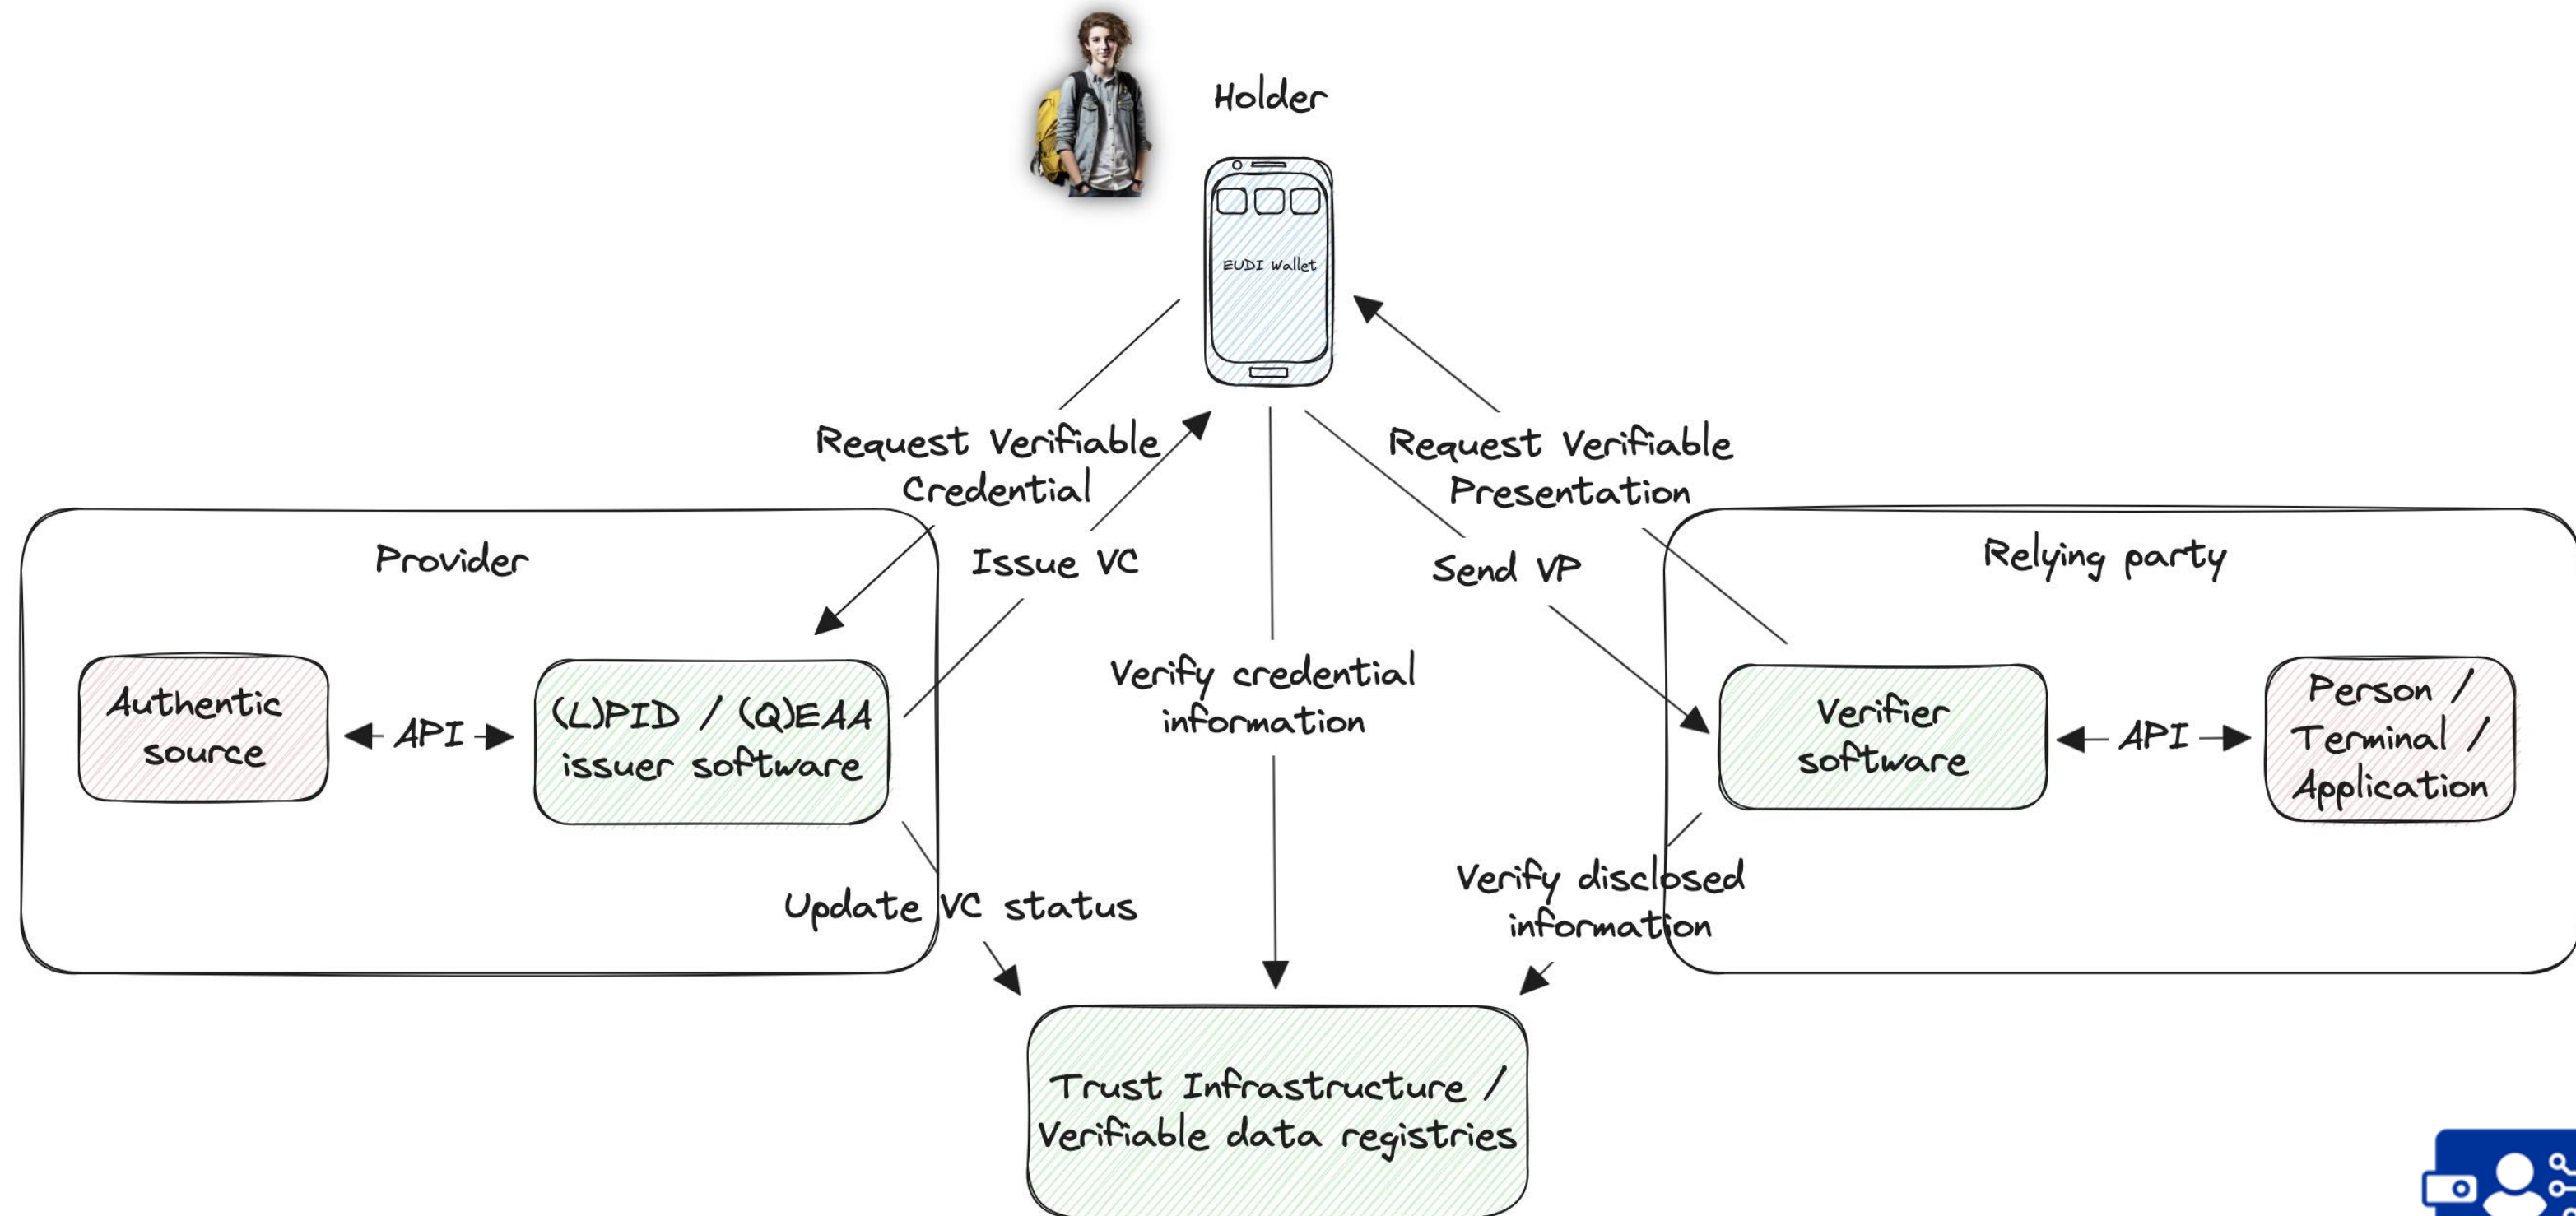 Holder
EUDI Wallet
Request Verifiable
Credential
Issue VC
Request Verifiable
Presentation
Send VP
Provider
Authentic
source
API
(L)PID / (Q)EAA
issuer software
Verify credential
information
Relying party
Verifier
software
API
Person /
Terminal /
Application
Update VC status
Verify disclosed
information
Trust Infrastructure /
Verifiable data registries